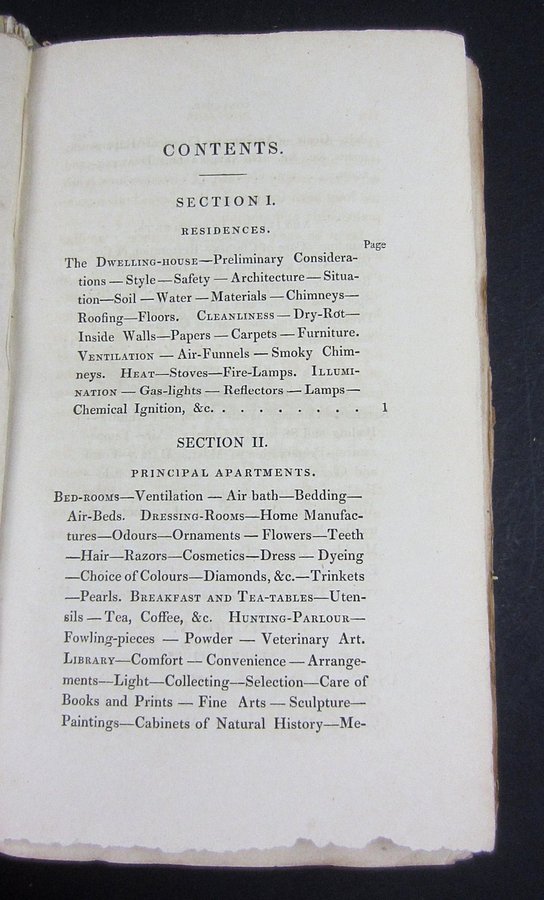 CONTENTS.
SECTION I.
RESIDENCES.
Page
The DWELLING-HOUSE—Preliminary Considera-
tions — Style — Safety — Architecture — Situa-
tion—Soil — Water — Materials — Chimneys—
Roofing—Floors. CLEANLINESS — Dry-Rot—
Inside Walls—Papers — Carpets — Furniture.
VENTILATION — Air-Funnels — Smoky Chim-
neys. HEAT—Stoves—Fire-Lamps. ILLUMI-
NATION — Gas-lights — Reflectors — Lamps—
Chemical Ignition, &c. . . . . . . . . 1
SECTION II.
PRINCIPAL APARTMENTS.
BED-ROOMS—Ventilation — Air bath—Bedding—
Air-Beds. DRESSING-ROOMS—Home Manufac-
tures—Odours—Ornaments — Flowers—Teeth
—Hair—Razors—Cosmetics—Dress — Dyeing
—Choice of Colours—Diamonds, &c.—Trinkets
—Pearls. BREAKFAST AND TEA-TABLES—Uten-
sils — Tea, Coffee, &c. HUNTING-PARLOUR—
Fowling-pieces — Powder — Veterinary Art.
LIBRARY—Comfort — Convenience — Arrange-
ments—Light—Collecting—Selection—Care of
Books and Prints — Fine Arts — Sculpture—
Paintings—Cabinets of Natural History—Me-